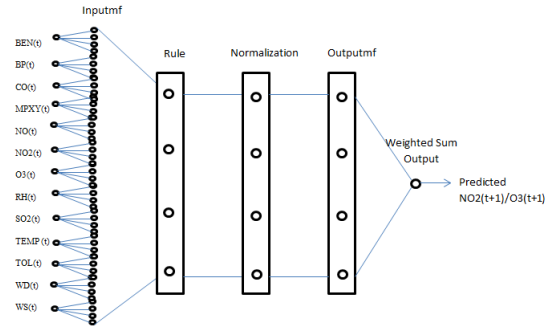 Inputmf
Rule
Normalization
Outputmf
BEN(t)
BP(t)
CO(t)
MPXY(t)
NO(t)
NO2(t)
O3(t)
RH(t)
SO2(t)
TEMP(t)
TOL(t)
WD(t)
WS(t)
Weighted Sum
Output
Predicted
NO2(t+1)/O3(t+1)